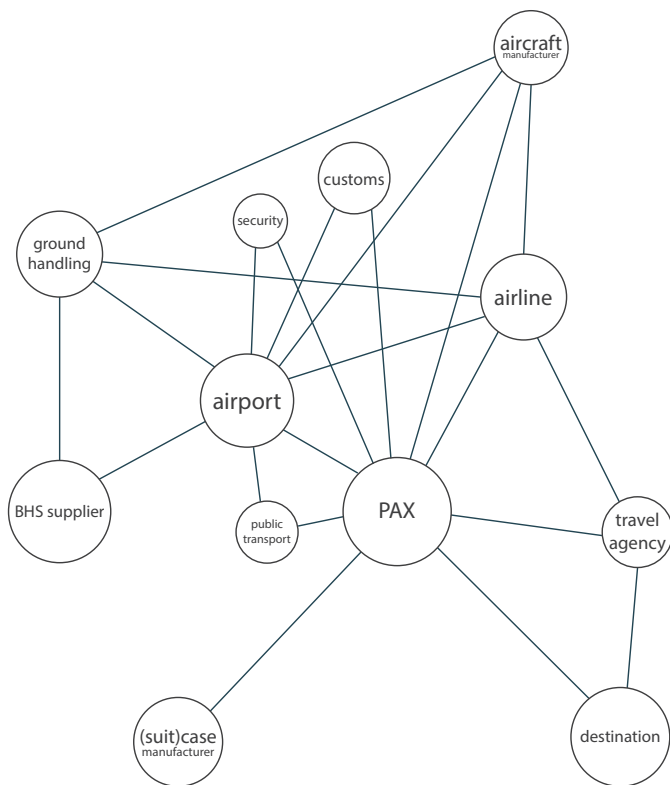 aircraft
manufacturer
customs
security
ground
handling
airline
airport
BHS supplier
PAX
public
transport
travel
agency
(suit)case
manufacturer
destination